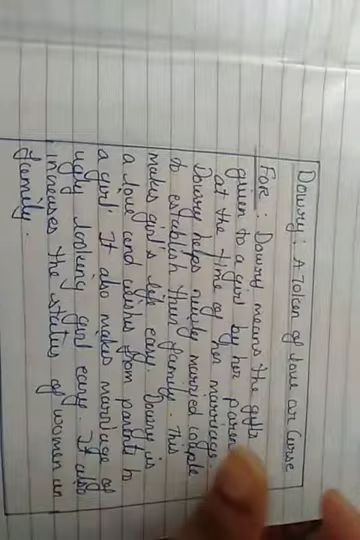 Dowry : A Token of love or Curse
For : Dowry means the gifts
given to a girl by her paren
at the time of her marriage.
Dowry helps newly married couple
to establish their family. This
makes girl's life easy. Dowry is
a love and wishes from parents to
a girl. It also makes marriage of
ugly looking girl easy. It also
increases the status of women in
family.